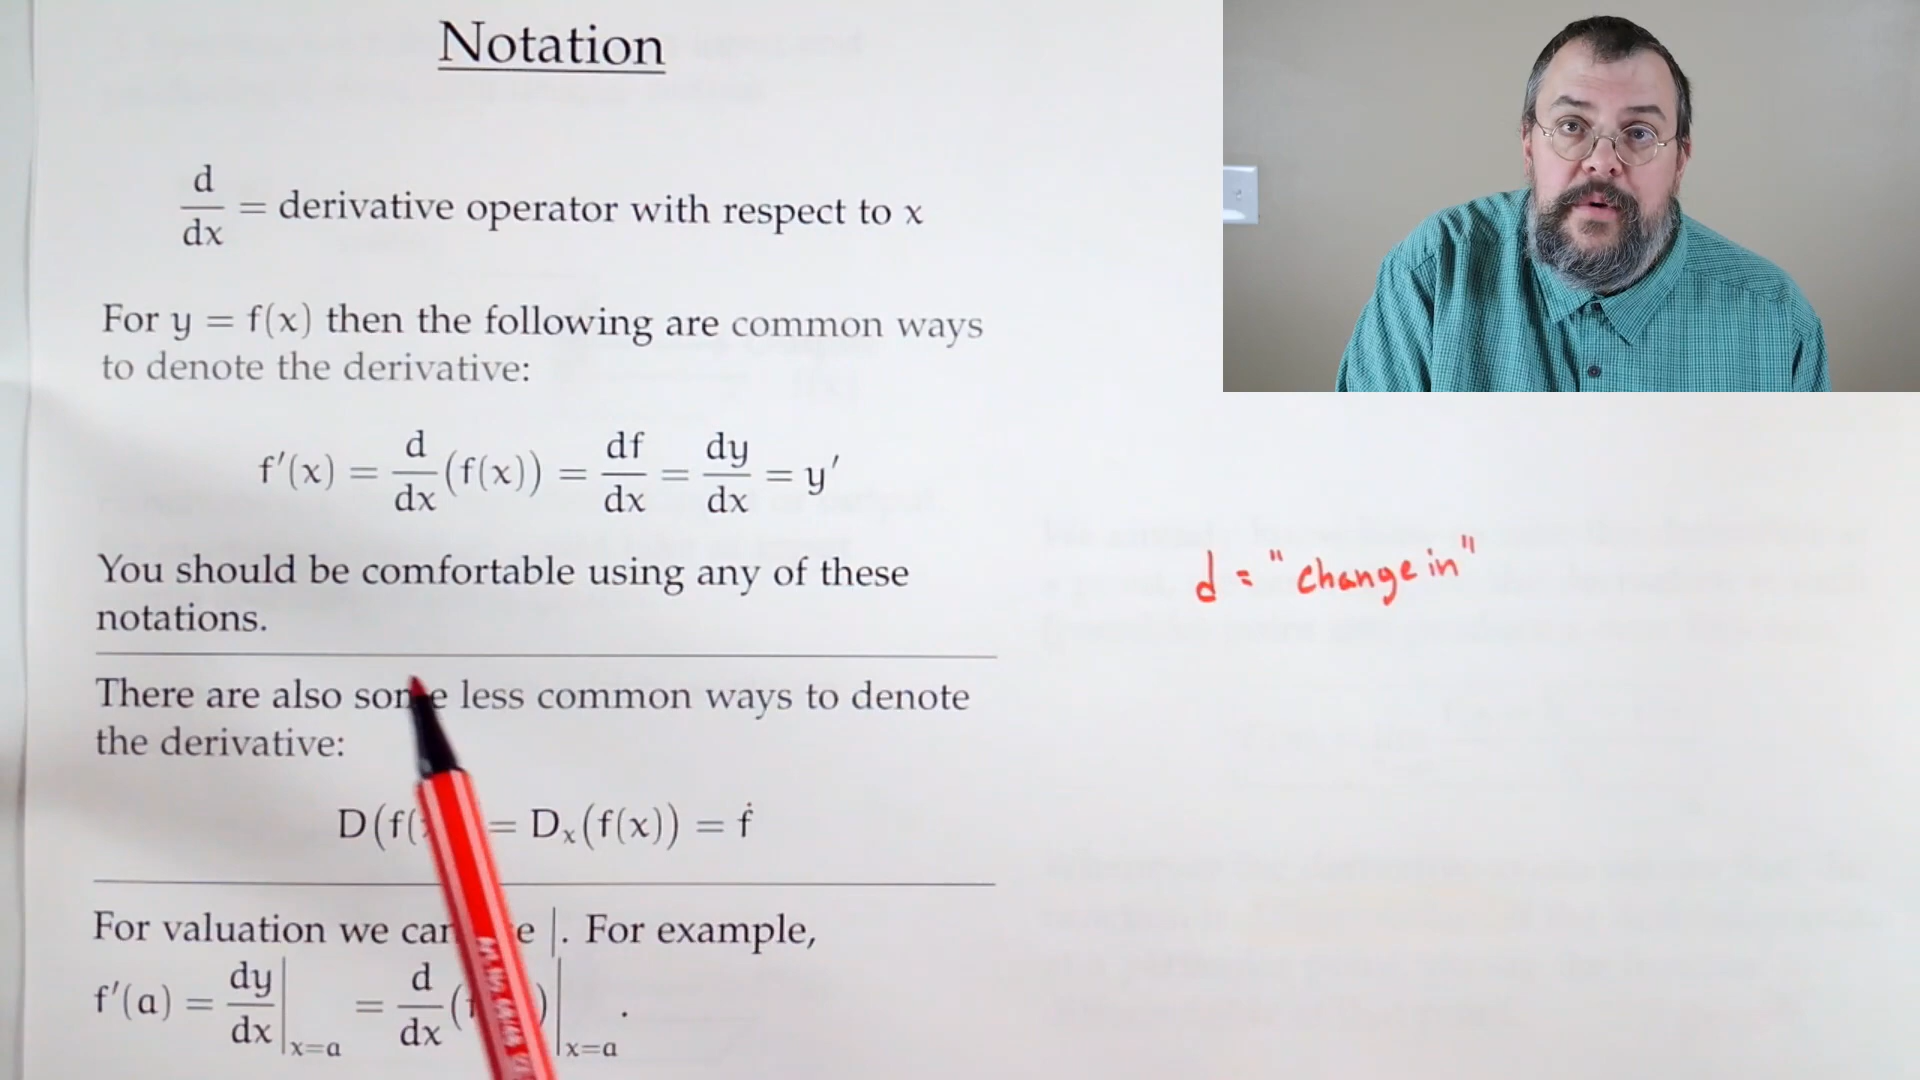 Notation
d/dx = derivative operator with respect to x
For y = f(x) then the following are common ways
to denote the derivative:
f′(x) = d/dx (f(x)) = df/dx = dy/dx = y′
You should be comfortable using any of these
notations.
d = "change in"
There are also some less common ways to denote
the derivative:
D(f( = Dₓ(f(x)) = ḟ
For valuation we can |. For example,
f′(a) = dy/dx |x=a = d/dx ( ) |x=a .